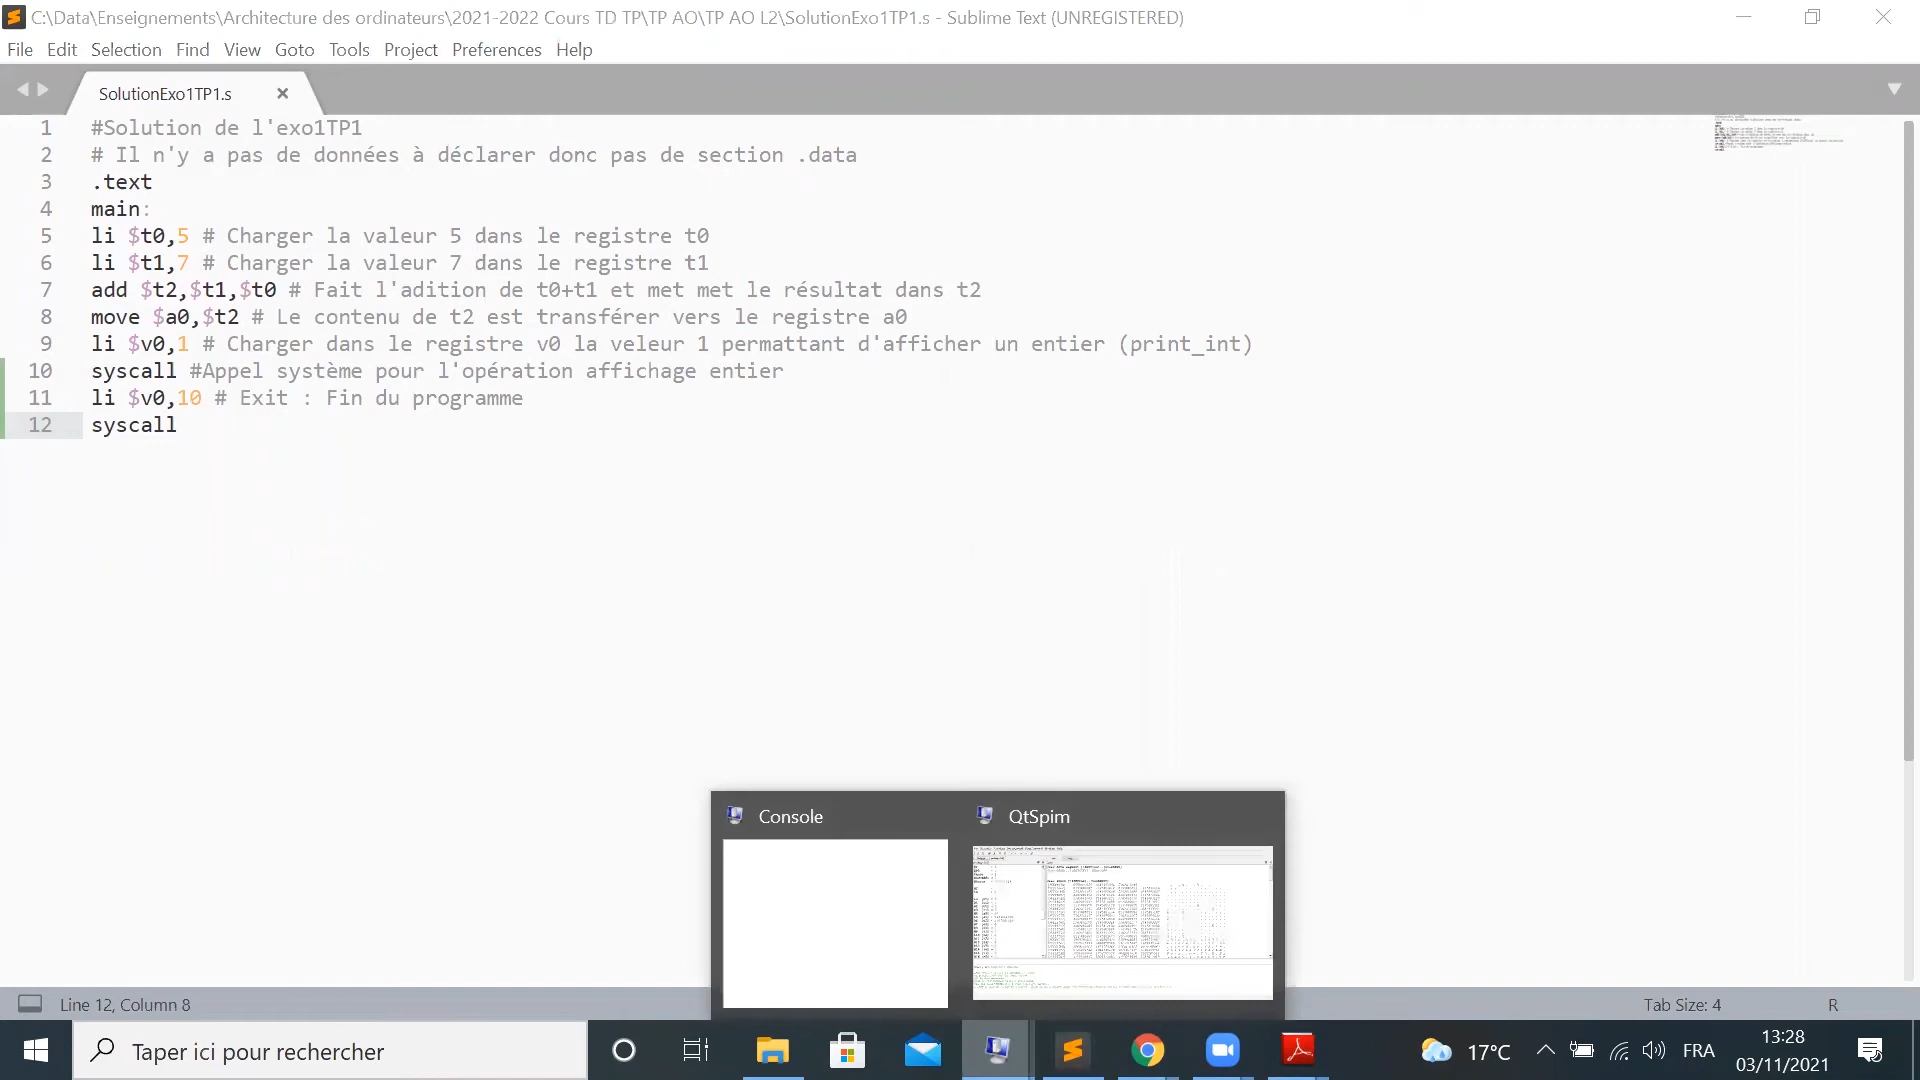 C:\Data\Enseignements\Architecture des ordinateurs\2021-2022 Cours TD TP\TP AO\TP AO L2\SolutionExo1TP1.s - Sublime Text (UNREGISTERED)
File Edit Selection Find View Goto Tools Project Preferences Help
SolutionExo1TP1.s
1 #Solution de l'exo1TP1
2 # Il n'y a pas de données à déclarer donc pas de section .data
3 .text
4 main:
5 li $t0,5 # Charger la valeur 5 dans le registre t0
6 li $t1,7 # Charger la valeur 7 dans le registre t1
7 add $t2,$t1,$t0 # Fait l'adition de t0+t1 et met met le résultat dans t2
8 move $a0,$t2 # Le contenu de t2 est transférer vers le registre a0
9 li $v0,1 # Charger dans le registre v0 la veleur 1 permattant d'afficher un entier (print_int)
10 syscall #Appel système pour l'opération affichage entier
11 li $v0,10 # Exit : Fin du programme
12 syscall
Console QtSpim
Line 12, Column 8 Tab Size: 4 R
Taper ici pour rechercher
17°C FRA
13:28
03/11/2021